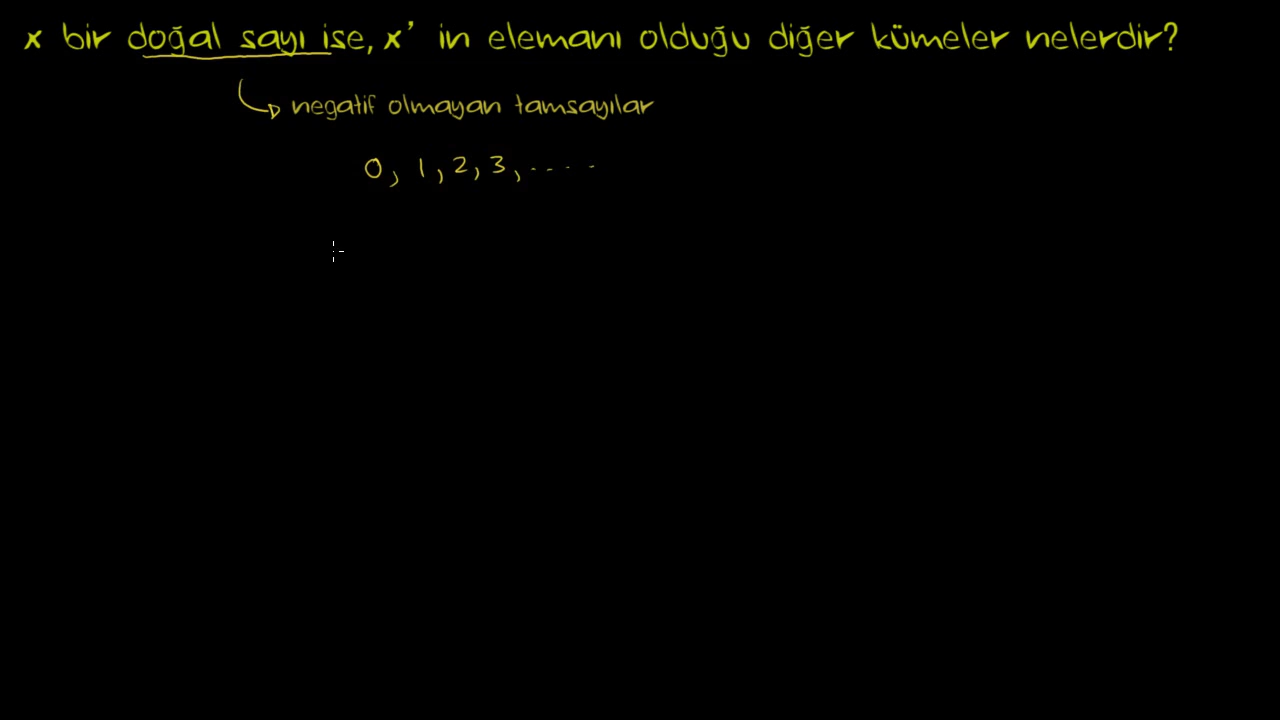 x bir doğal sayı ise, x' in elemanı olduğu diğer kümeler nelerdir?
negatif olmayan tamsayılar
0, 1, 2, 3, .....